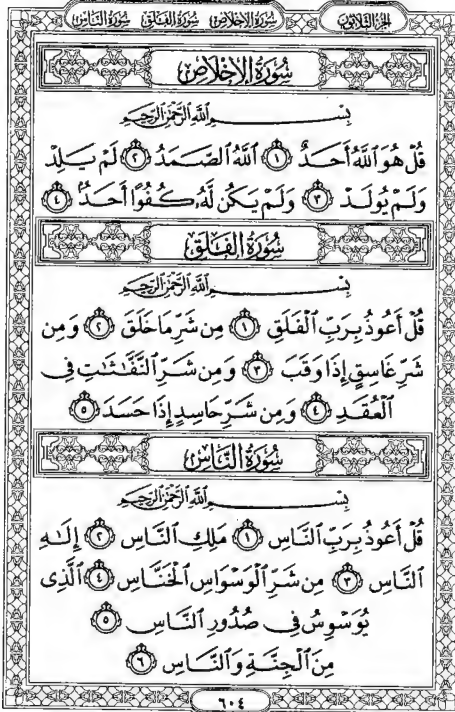 الجزء الثلاثون سورة الإخلاص سورة الفلق سورة الناس
سُورَةُ الإِخْلَاصِ
بِسْمِ ٱللَّهِ ٱلرَّحْمَٰنِ ٱلرَّحِيمِ
قُلْ هُوَ ٱللَّهُ أَحَدٌ ١ ٱللَّهُ ٱلصَّمَدُ ٢ لَمْ يَلِدْ
وَلَمْ يُولَدْ ٣ وَلَمْ يَكُن لَّهُۥ كُفُوًا أَحَدٌۢ ٤
سُورَةُ الْفَلَقِ
بِسْمِ ٱللَّهِ ٱلرَّحْمَٰنِ ٱلرَّحِيمِ
قُلْ أَعُوذُ بِرَبِّ ٱلْفَلَقِ ١ مِن شَرِّ مَا خَلَقَ ٢ وَمِن
شَرِّ غَاسِقٍ إِذَا وَقَبَ ٣ وَمِن شَرِّ ٱلنَّفَّٰثَٰتِ فِى
ٱلْعُقَدِ ٤ وَمِن شَرِّ حَاسِدٍ إِذَا حَسَدَ ٥
سُورَةُ النَّاسِ
بِسْمِ ٱللَّهِ ٱلرَّحْمَٰنِ ٱلرَّحِيمِ
قُلْ أَعُوذُ بِرَبِّ ٱلنَّاسِ ١ مَلِكِ ٱلنَّاسِ ٢ إِلَٰهِ
ٱلنَّاسِ ٣ مِن شَرِّ ٱلْوَسْوَاسِ ٱلْخَنَّاسِ ٤ ٱلَّذِى
يُوَسْوِسُ فِى صُدُورِ ٱلنَّاسِ ٥
مِنَ ٱلْجِنَّةِ وَٱلنَّاسِ ٦
٦٠٤